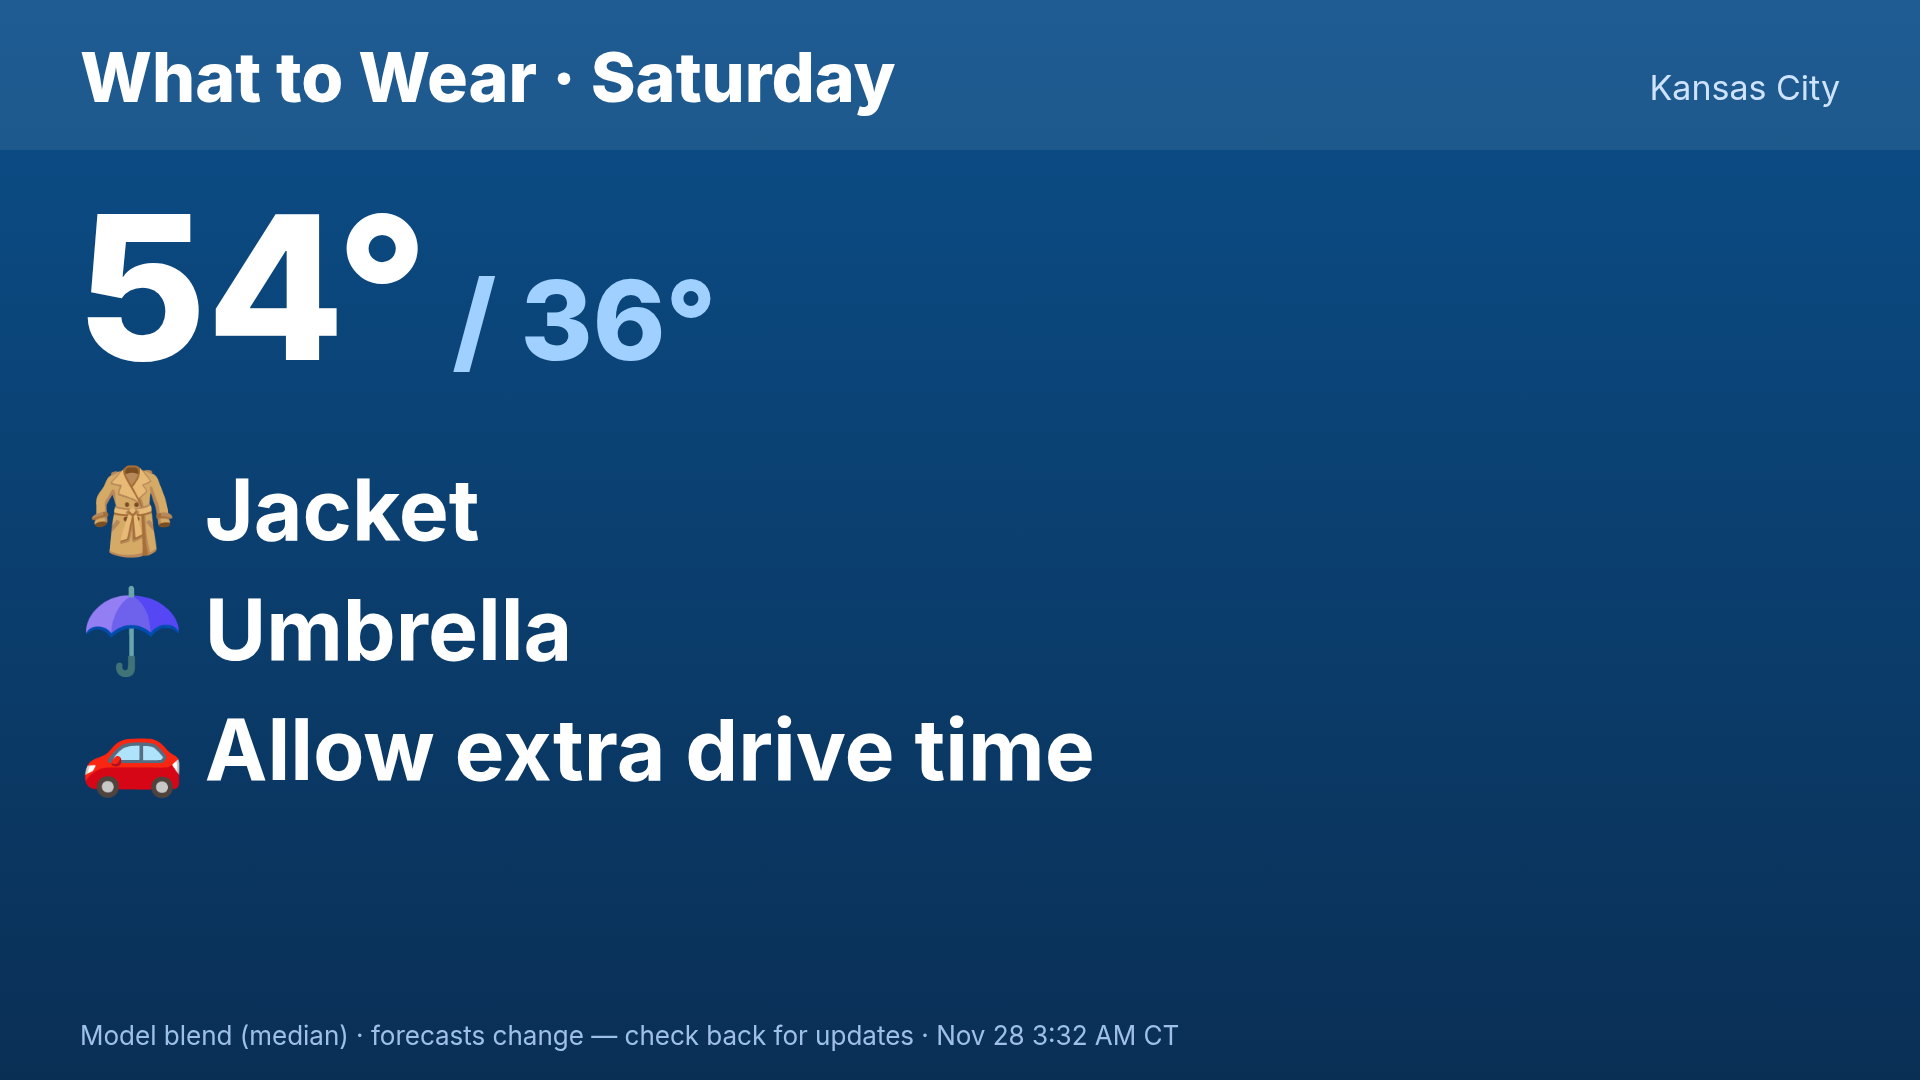 What to Wear · Saturday
Kansas City
54° / 36°
Jacket
Umbrella
Allow extra drive time
Model blend (median) · forecasts change — check back for updates · Nov 28 3:32 AM CT